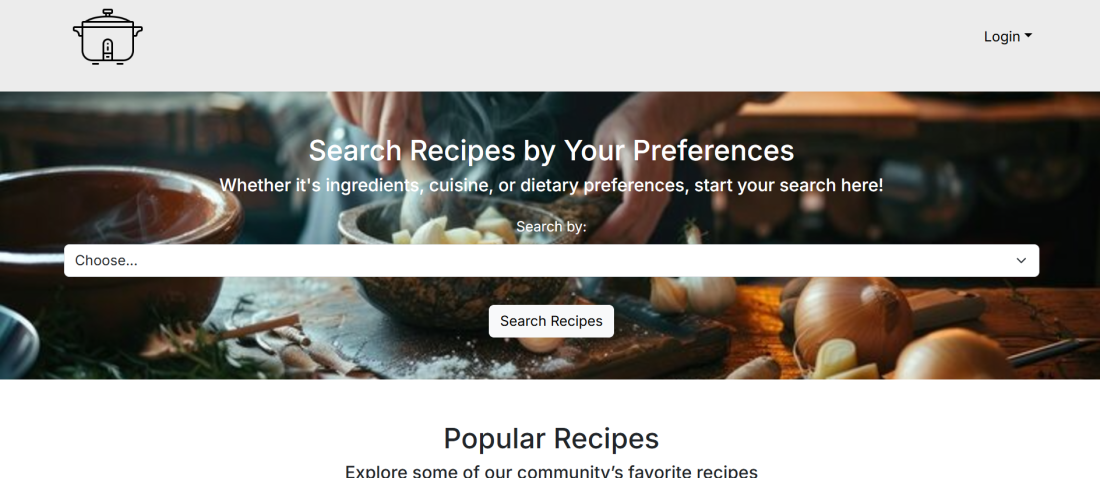 Login
Search Recipes by Your Preferences
Whether it's ingredients, cuisine, or dietary preferences, start your search here!
Search by:
Choose...
Search Recipes
Popular Recipes
Explore some of our community’s favorite recipes